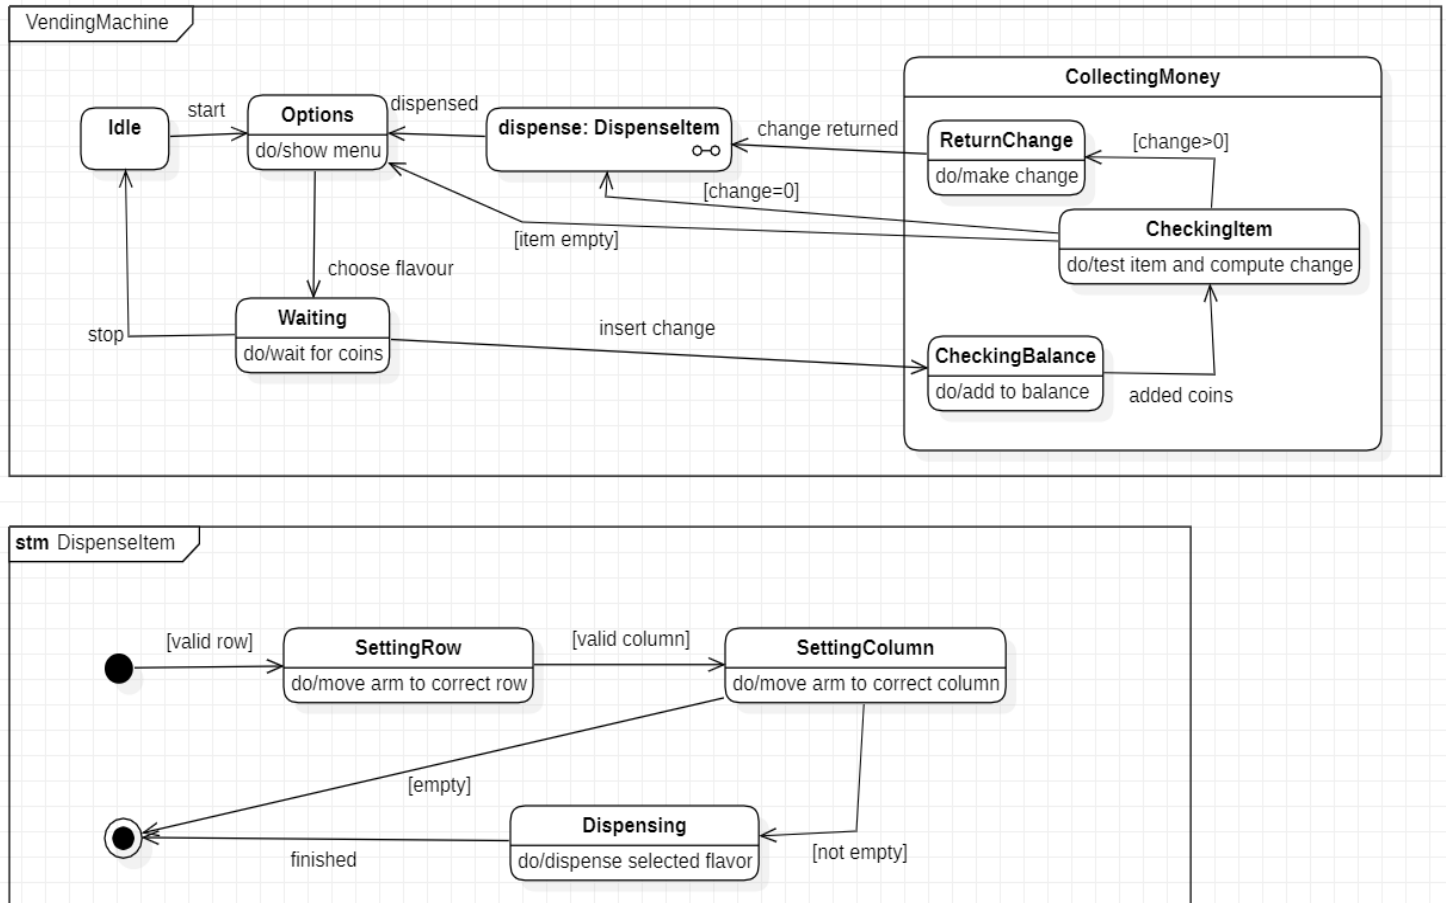 VendingMachine
CollectingMoney
Idle
start
Options
do/show menu
dispensed
dispense: DispenseItem
change returned
ReturnChange
do/make change
[change>0]
[change=0]
[item empty]
CheckingItem
do/test item and compute change
choose flavour
Waiting
do/wait for coins
stop
insert change
CheckingBalance
do/add to balance
added coins
stm DispenseItem
[valid row]
SettingRow
do/move arm to correct row
[valid column]
SettingColumn
do/move arm to correct column
[empty]
Dispensing
do/dispense selected flavor
[not empty]
finished